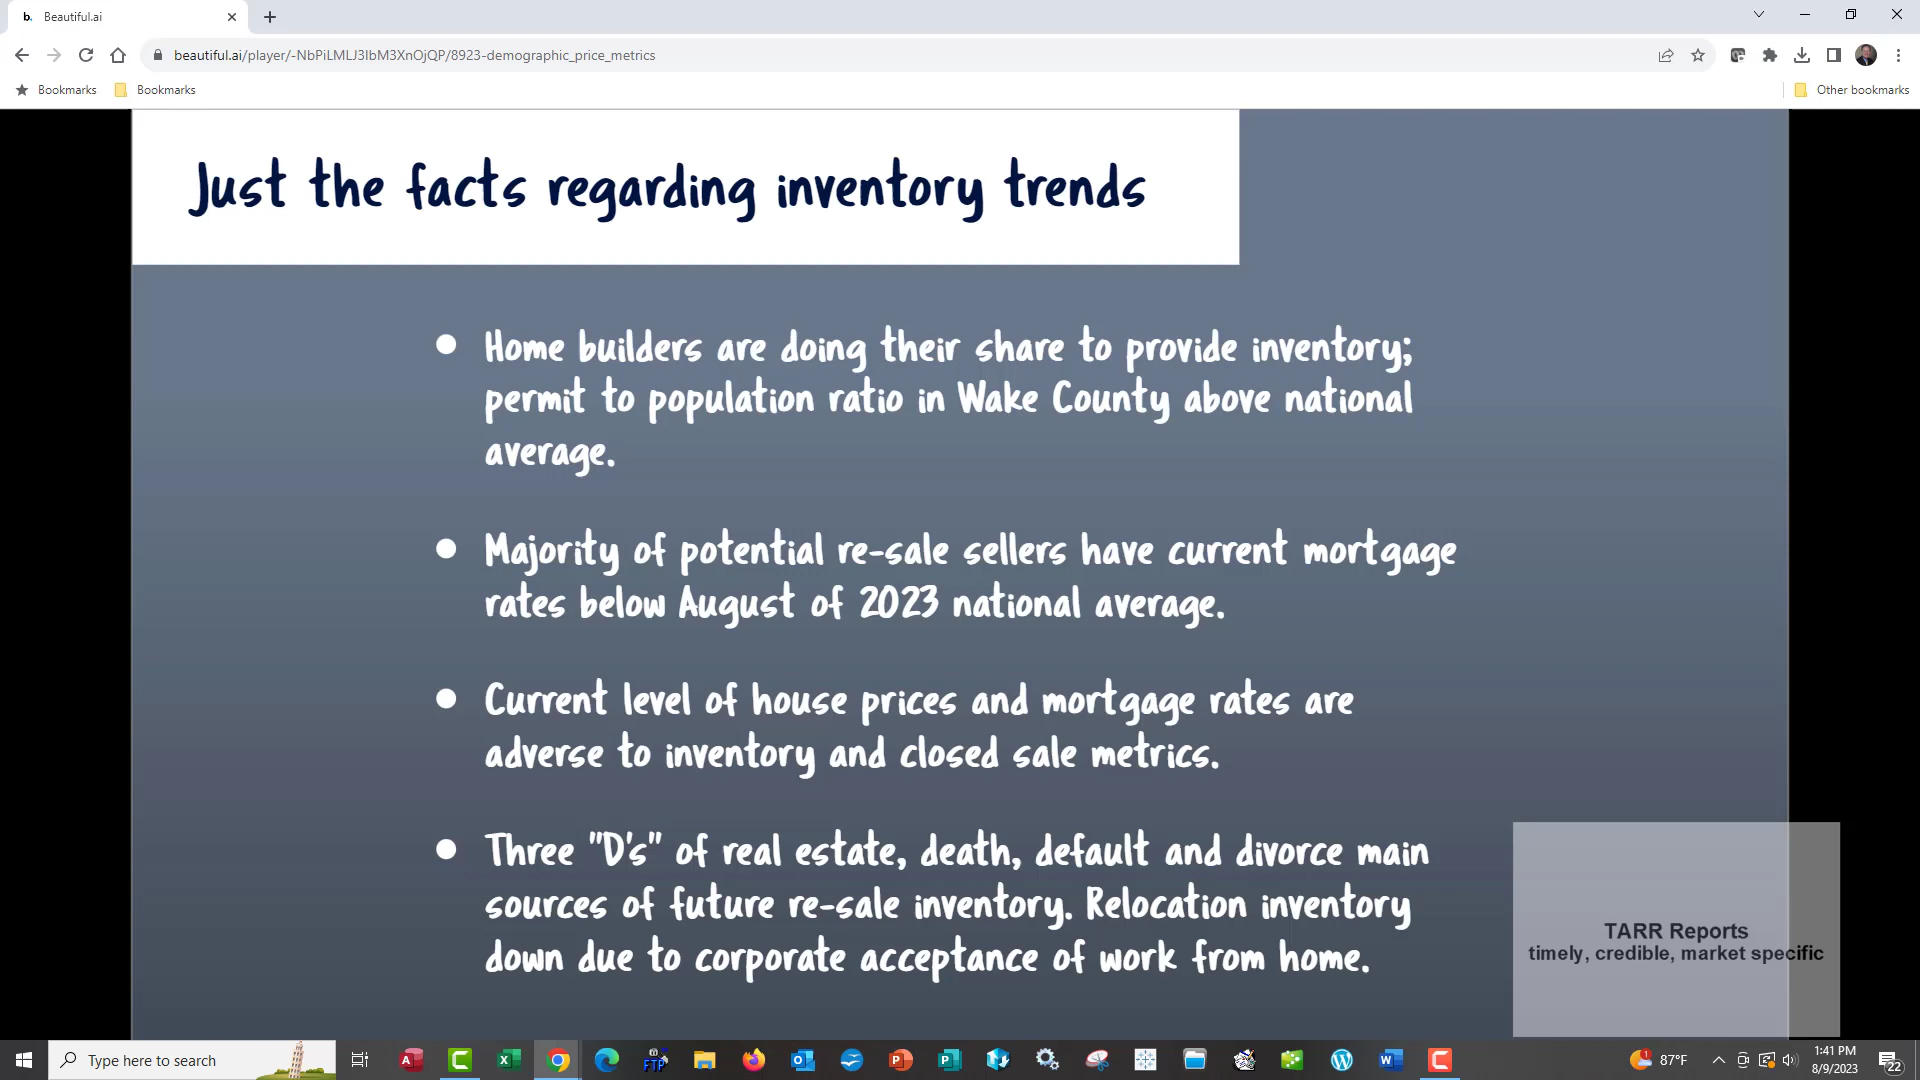 b. Beautiful.ai
beautiful.ai/player/-NbPiLMLJ3IbM3XnOjQP/8923-demographic_price_metrics
Bookmarks
Bookmarks
Other bookmarks
Just the facts regarding inventory trends
Home builders are doing their share to provide inventory;
permit to population ratio in Wake County above national
average.
Majority of potential re-sale sellers have current mortgage
rates below August of 2023 national average.
Current level of house prices and mortgage rates are
adverse to inventory and closed sale metrics.
Three "D's" of real estate, death, default and divorce main
sources of future re-sale inventory. Relocation inventory
down due to corporate acceptance of work from home.
TARR Reports
timely, credible, market specific
Type here to search
FTP
1
87°F
1:41 PM
8/9/2023
22